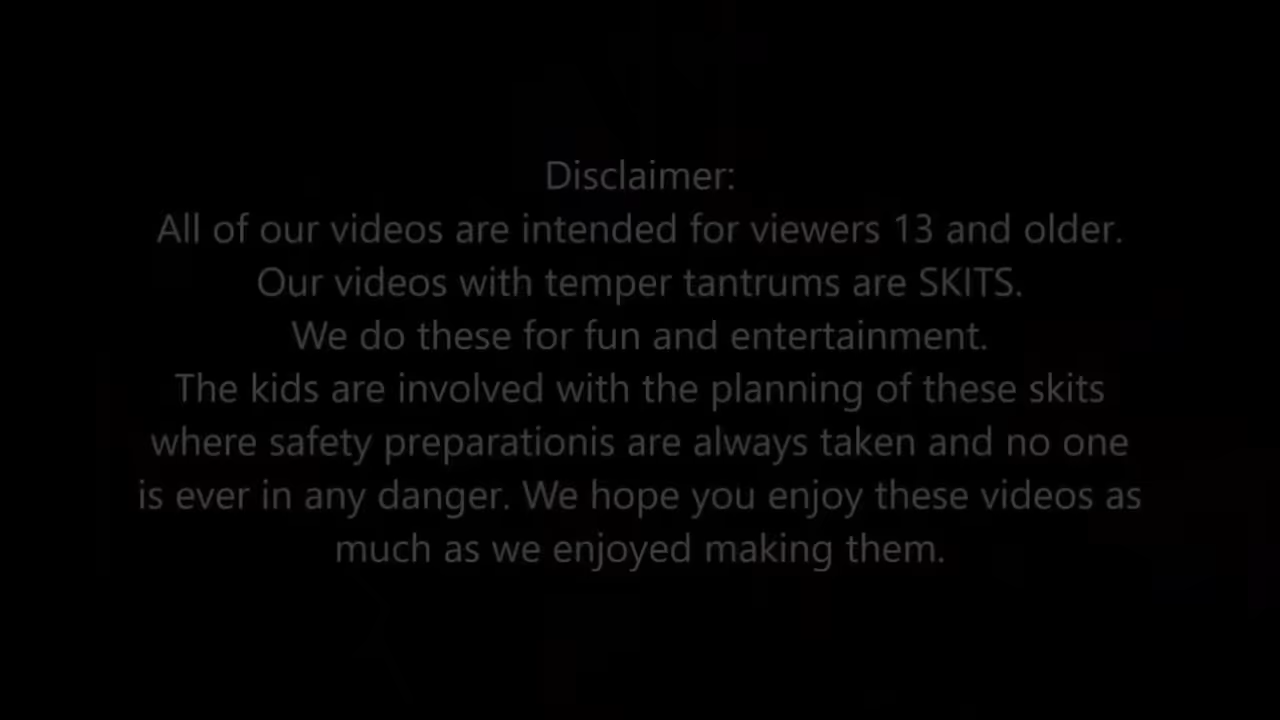 Disclaimer:
All of our videos are intended for viewers 13 and older.
Our videos with temper tantrums are SKITS.
We do these for fun and entertainment.
The kids are involved with the planning of these skits
where safety preparationis are always taken and no one
is ever in any danger. We hope you enjoy these videos as
much as we enjoyed making them.